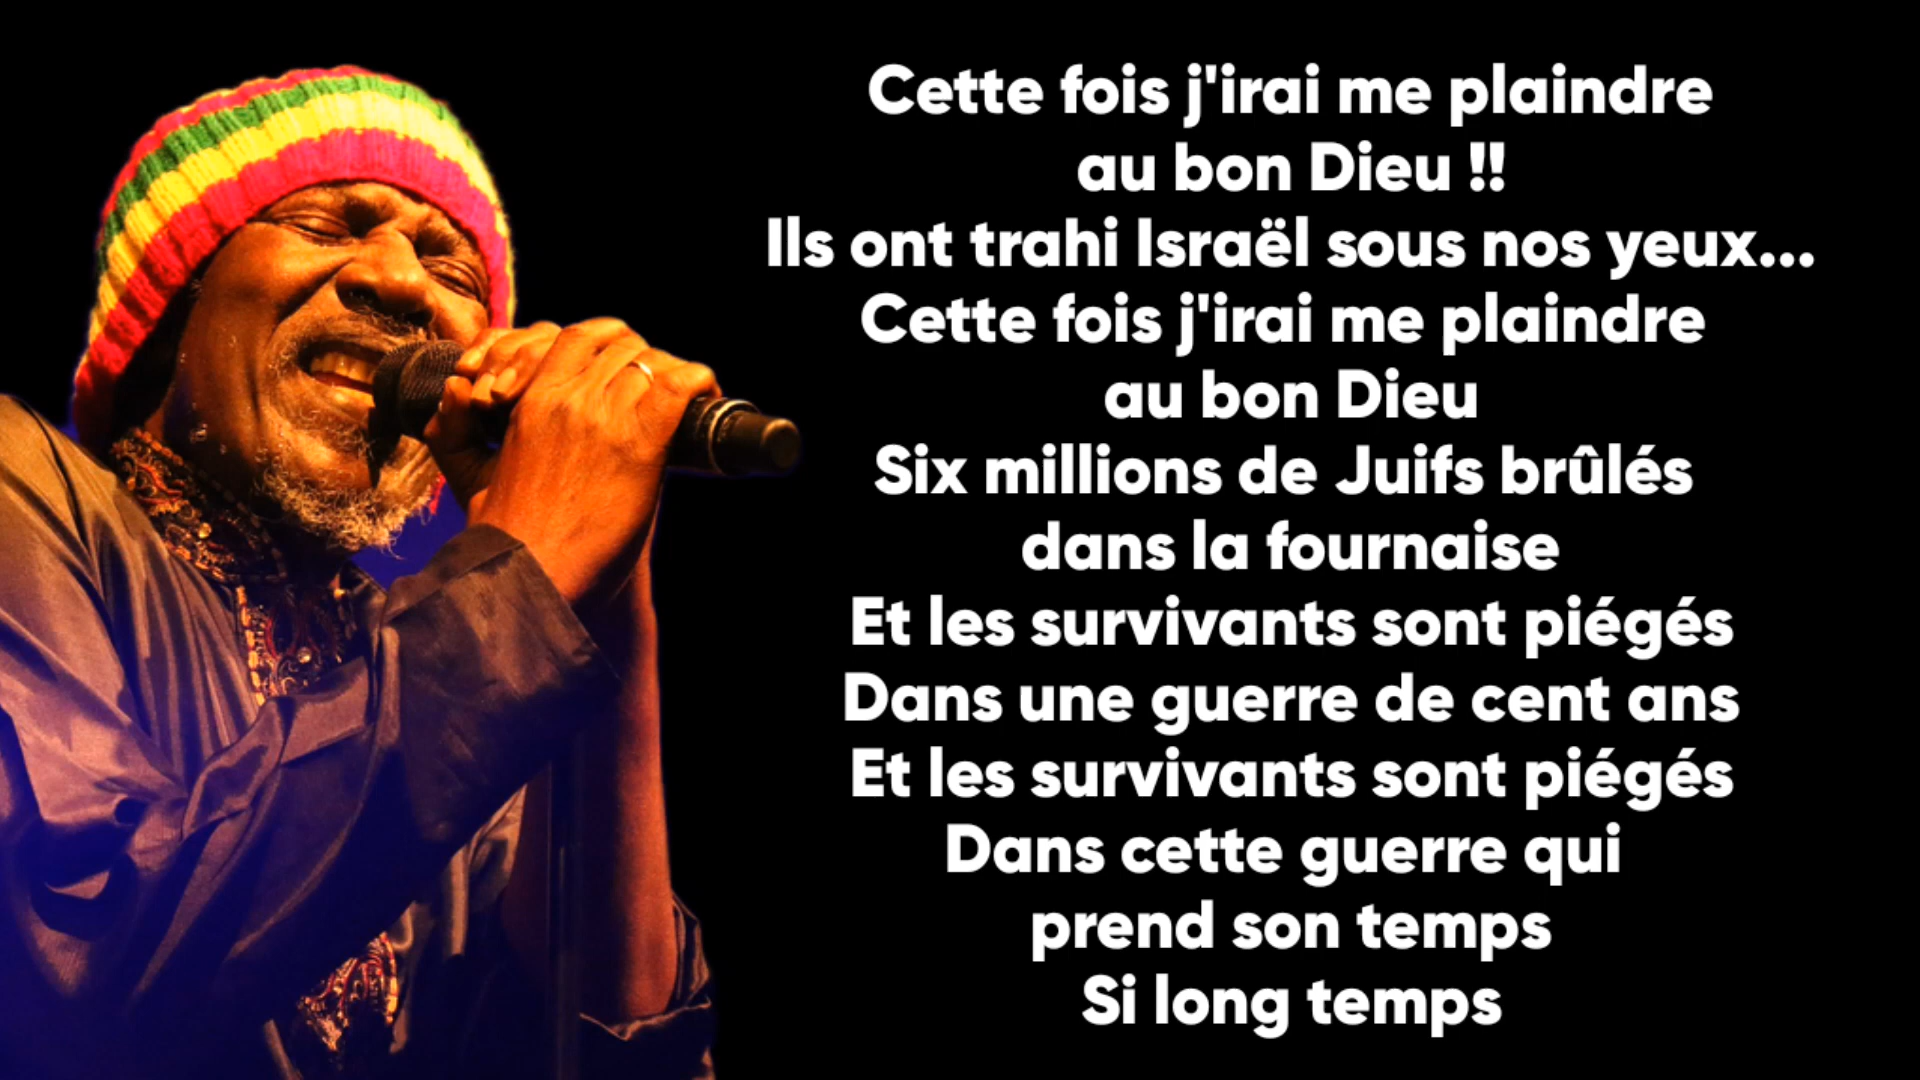 Cette fois j'irai me plaindre
au bon Dieu !!
Ils ont trahi Israël sous nos yeux...
Cette fois j'irai me plaindre
au bon Dieu
Six millions de Juifs brûlés
dans la fournaise
Et les survivants sont piégés
Dans une guerre de cent ans
Et les survivants sont piégés
Dans cette guerre qui
prend son temps
Si long temps